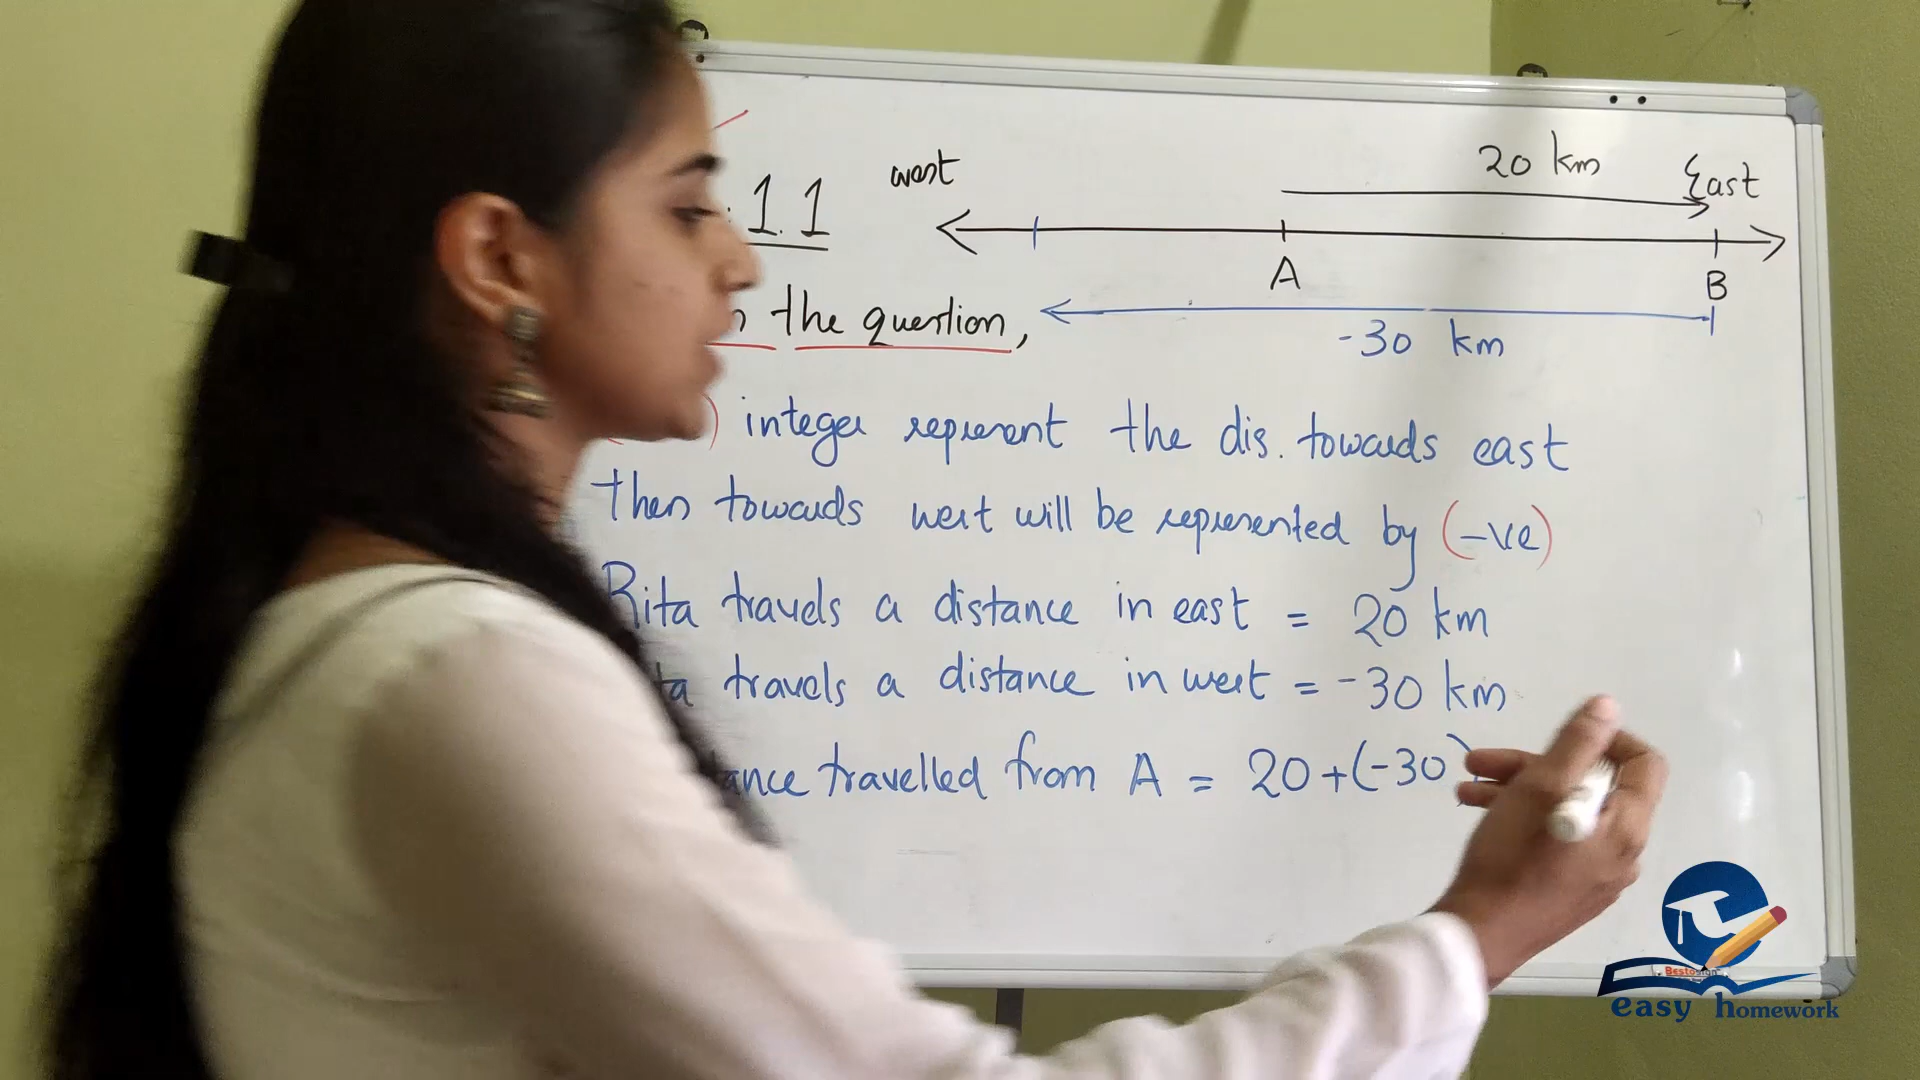 1.1
west
20 km
East
A
B
the question,
-30 km
integer represent the dis. towards east
Then towards west will be represented by (-ve)
Rita travels a distance in east = 20 km
travels a distance in west = -30 km
travelled from A = 20+(-30)
easy homework